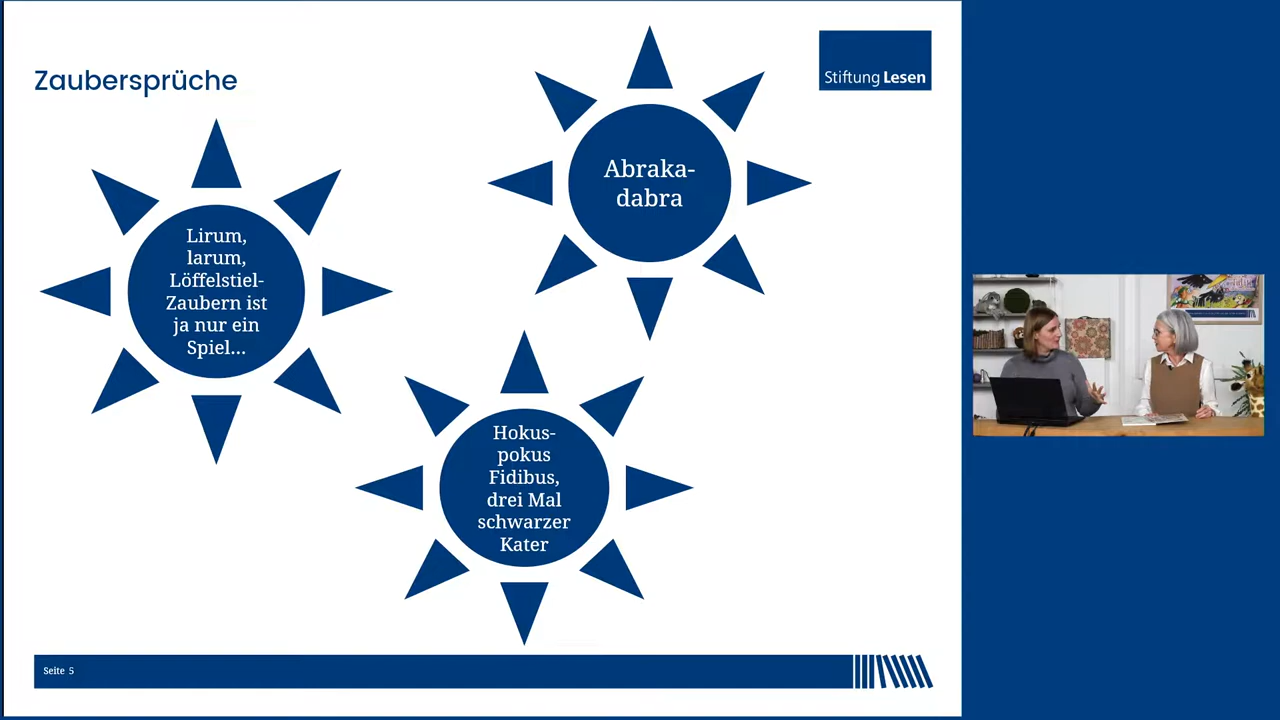 Zaubersprüche
Stiftung Lesen
Abraka-
dabra
Lirum,
larum,
Löffelstiel-
Zaubern ist
ja nur ein
Spiel...
Hokus-
pokus
Fidibus,
drei Mal
schwarzer
Kater
Seite 5